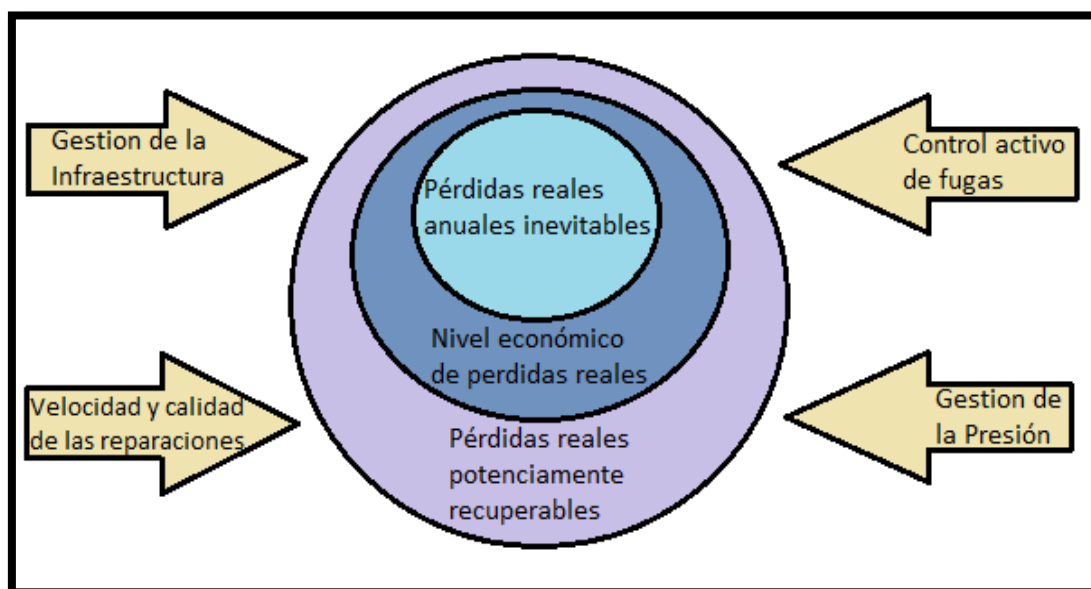 Gestion de la
Infraestructura
Control activo
de fugas
Pérdidas reales
anuales inevitables
Nivel económico
de perdidas reales
Velocidad y calidad
de las reparaciones
Gestion de
la Presión
Pérdidas reales
potenciamente
recuperables